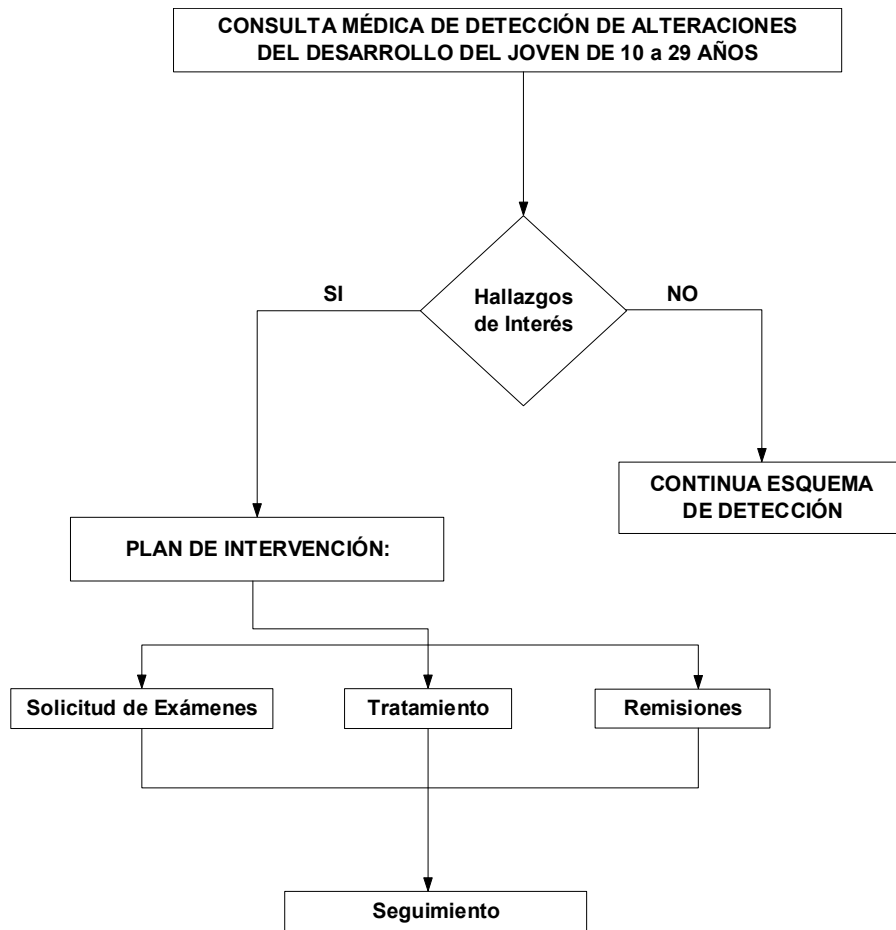 CONSULTA MÉDICA DE DETECCIÓN DE ALTERACIONES
DEL DESARROLLO DEL JOVEN DE 10 a 29 AÑOS
Hallazgos
de Interés
SI
NO
CONTINUA ESQUEMA
DE DETECCIÓN
PLAN DE INTERVENCIÓN:
Solicitud de Exámenes
Tratamiento
Remisiones
Seguimiento